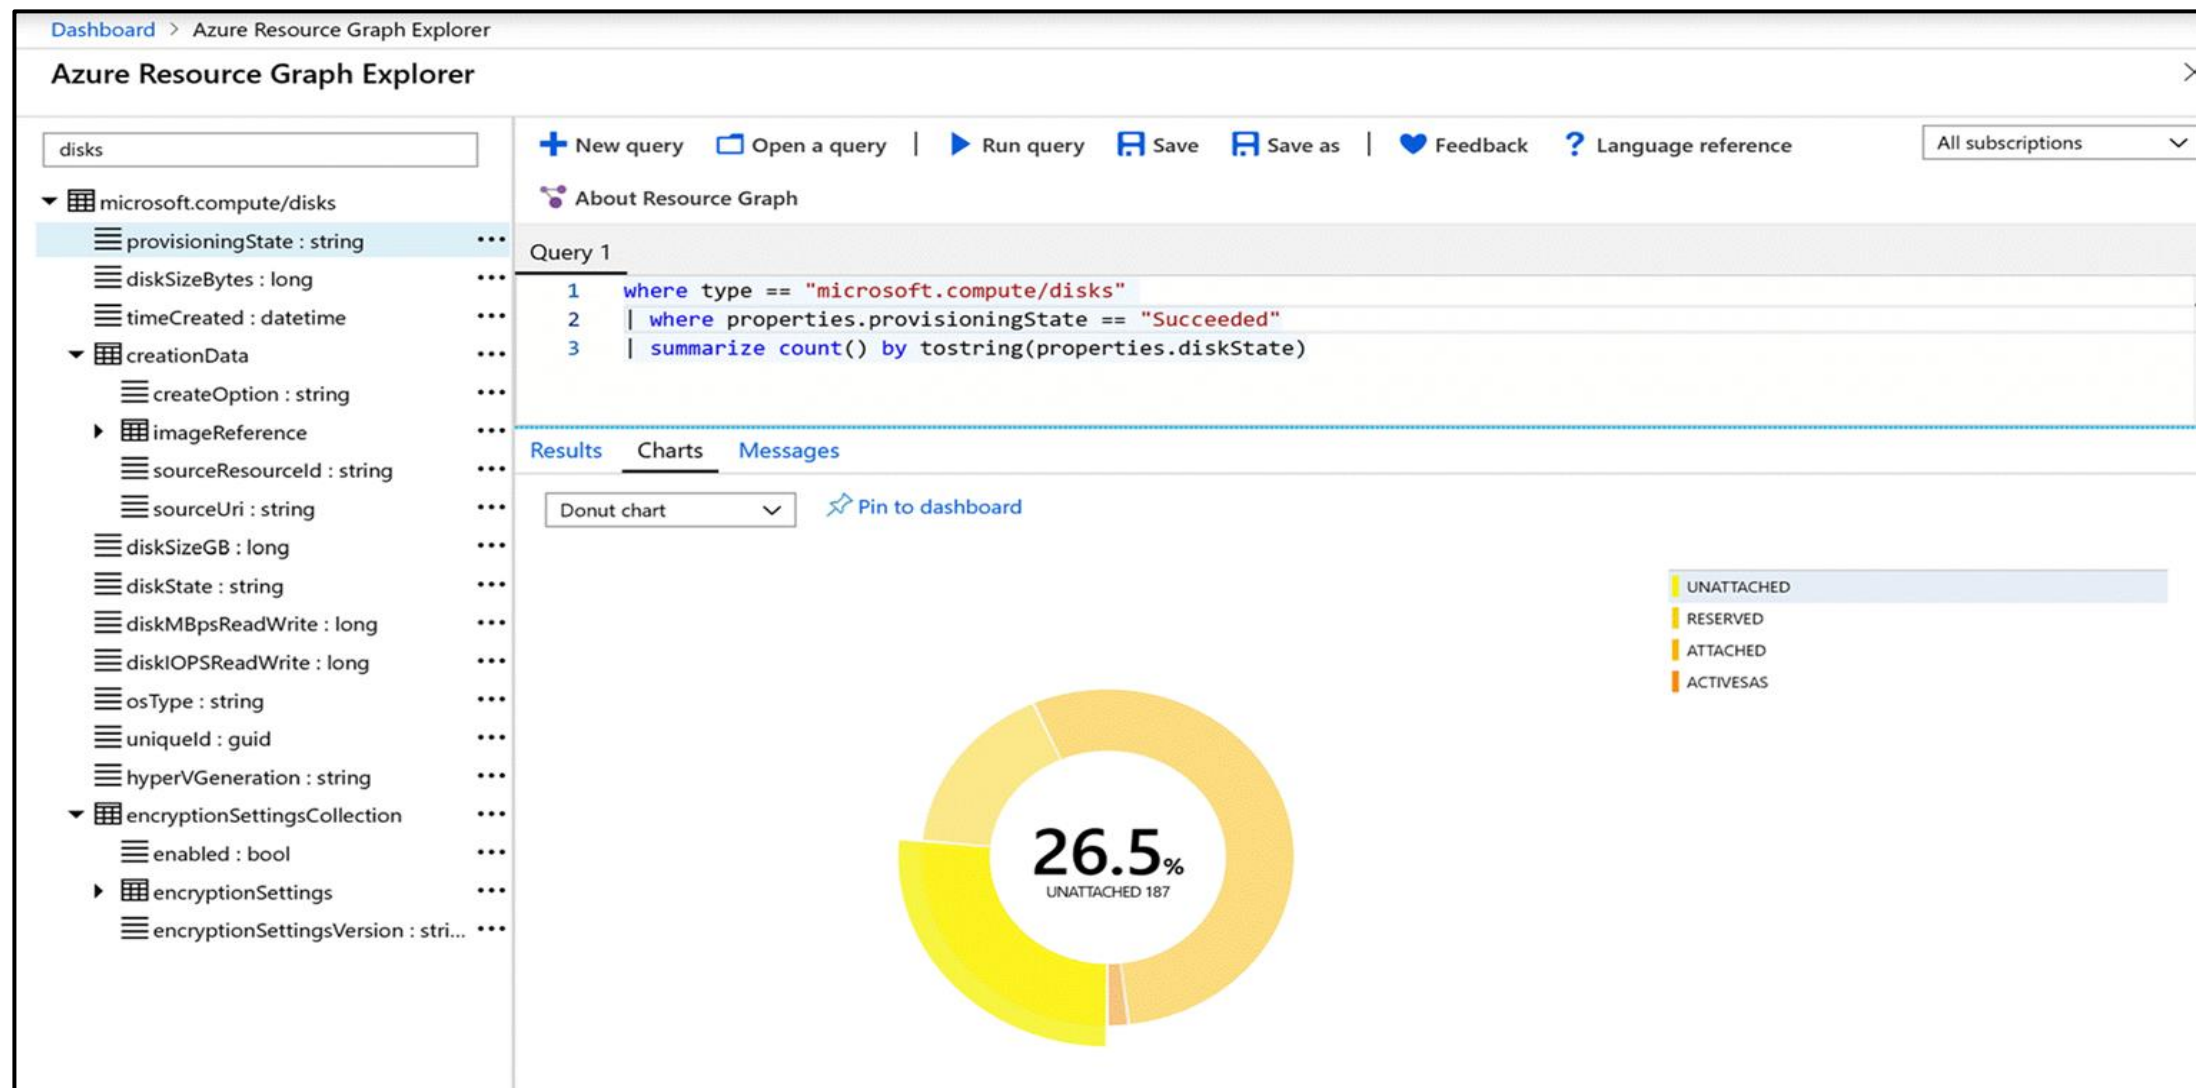 Dashboard > Azure Resource Graph Explorer
Azure Resource Graph Explorer
disks
microsoft.compute/disks
provisioningState : string
diskSizeBytes : long
timeCreated : datetime
creationData
createOption : string
imageReference
sourceResourceId : string
sourceUri : string
diskSizeGB : long
diskState : string
diskMBpsReadWrite : long
diskIOPSReadWrite : long
osType : string
uniqueId : guid
hyperVGeneration : string
encryptionSettingsCollection
enabled : bool
encryptionSettings
encryptionSettingsVersion : stri...
New query Open a query | Run query Save Save as | Feedback ? Language reference All subscriptions
About Resource Graph
Query 1
1 where type == "microsoft.compute/disks"
2 | where properties.provisioningState == "Succeeded"
3 | summarize count() by tostring(properties.diskState)
Results Charts Messages
Donut chart Pin to dashboard
UNATTACHED
RESERVED
ATTACHED
ACTIVESAS
26.5%
UNATTACHED 187